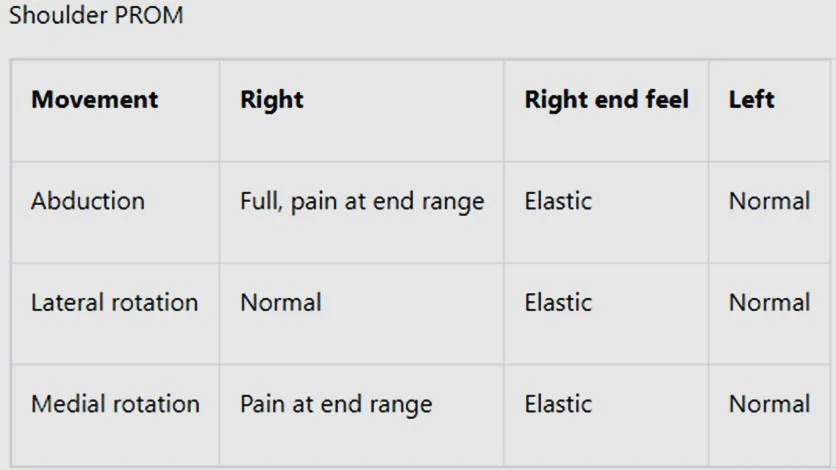 Shoulder PROM
Movement Right Right end feel Left
Abduction Full, pain at end range Elastic Normal
Lateral rotation Normal Elastic Normal
Medial rotation Pain at end range Elastic Normal